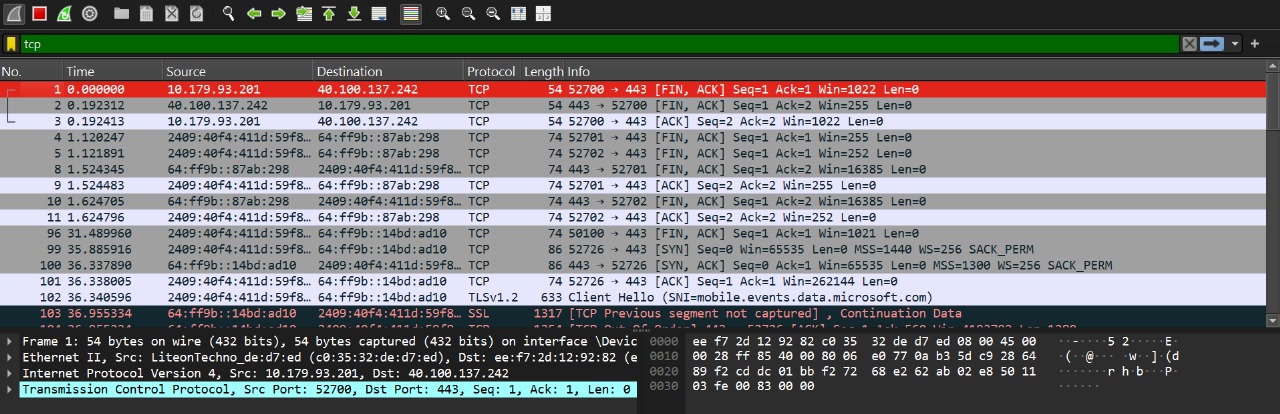 tcp
No. Time Source Destination Protocol Length Info
1 0.000000 10.179.93.201 40.100.137.242 TCP 54 52700 → 443 [FIN, ACK] Seq=1 Ack=1 Win=1022 Len=0
2 0.192312 40.100.137.242 10.179.93.201 TCP 54 443 → 52700 [FIN, ACK] Seq=1 Ack=2 Win=255 Len=0
3 0.192413 10.179.93.201 40.100.137.242 TCP 54 52700 → 443 [ACK] Seq=2 Ack=2 Win=1022 Len=0
4 1.120247 2409:40f4:411d:59f8… 64:ff9b::87ab:298 TCP 74 52701 → 443 [FIN, ACK] Seq=1 Ack=1 Win=255 Len=0
5 1.121891 2409:40f4:411d:59f8… 64:ff9b::87ab:298 TCP 74 52702 → 443 [FIN, ACK] Seq=1 Ack=1 Win=252 Len=0
8 1.524345 64:ff9b::87ab:298 2409:40f4:411d:59f8… TCP 74 443 → 52701 [FIN, ACK] Seq=1 Ack=2 Win=16385 Len=0
9 1.524483 2409:40f4:411d:59f8… 64:ff9b::87ab:298 TCP 74 52701 → 443 [ACK] Seq=2 Ack=2 Win=255 Len=0
10 1.624705 64:ff9b::87ab:298 2409:40f4:411d:59f8… TCP 74 443 → 52702 [FIN, ACK] Seq=1 Ack=2 Win=16385 Len=0
11 1.624796 2409:40f4:411d:59f8… 64:ff9b::87ab:298 TCP 74 52702 → 443 [ACK] Seq=2 Ack=2 Win=252 Len=0
96 31.489960 2409:40f4:411d:59f8… 64:ff9b::14bd:ad10 TCP 74 50100 → 443 [FIN, ACK] Seq=1 Ack=1 Win=1021 Len=0
99 35.885916 2409:40f4:411d:59f8… 64:ff9b::14bd:ad10 TCP 86 52726 → 443 [SYN] Seq=0 Win=65535 Len=0 MSS=1440 WS=256 SACK_PERM
100 36.337890 64:ff9b::14bd:ad10 2409:40f4:411d:59f8… TCP 86 443 → 52726 [SYN, ACK] Seq=0 Ack=1 Win=65535 Len=0 MSS=1300 WS=256 SACK_PERM
101 36.338005 2409:40f4:411d:59f8… 64:ff9b::14bd:ad10 TCP 74 52726 → 443 [ACK] Seq=1 Ack=1 Win=262144 Len=0
102 36.340596 2409:40f4:411d:59f8… 64:ff9b::14bd:ad10 TLSv1.2 633 Client Hello (SNI=mobile.events.data.microsoft.com)
103 36.955334 64:ff9b::14bd:ad10 2409:40f4:411d:59f8… SSL 1317 [TCP Previous segment not captured] , Continuation Data
Frame 1: 54 bytes on wire (432 bits), 54 bytes captured (432 bits) on interface \Devic
Ethernet II, Src: LiteonTechno_de:d7:ed (c0:35:32:de:d7:ed), Dst: ee:f7:2d:12:92:82 (e
Internet Protocol Version 4, Src: 10.179.93.201, Dst: 40.100.137.242
Transmission Control Protocol, Src Port: 52700, Dst Port: 443, Seq: 1, Ack: 1, Len: 0
0000 ee f7 2d 12 92 82 c0 35 32 de d7 ed 08 00 45 00 ··-····5 2·····E·
0010 00 28 ff 85 40 00 80 06 e0 77 0a b3 5d c9 28 64 ·(··@··· ·w··]·(d
0020 89 f2 cd dc 01 bb f2 72 68 e2 62 ab 02 e8 50 11 ·······r h·b···P·
0030 03 fe 00 83 00 00 ······